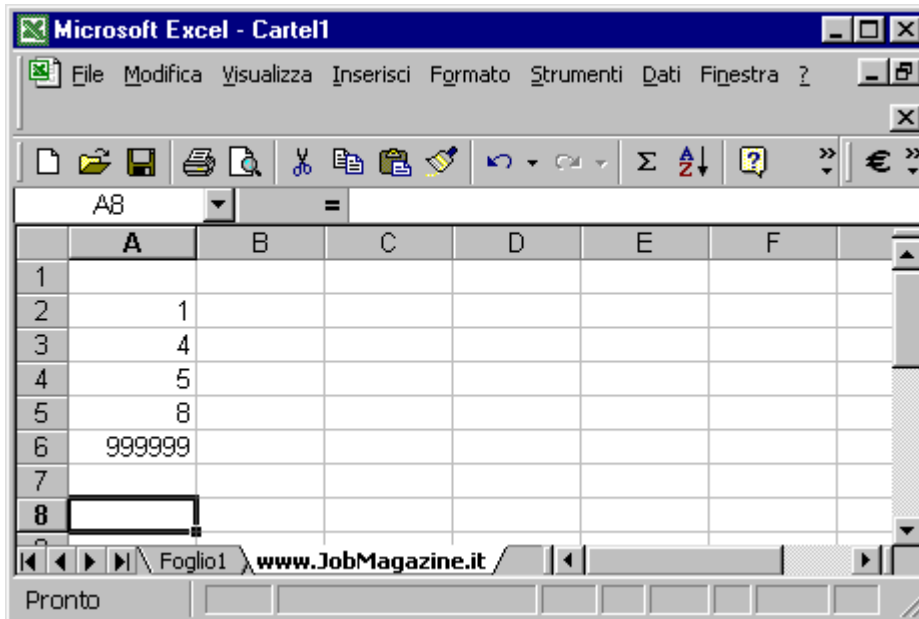 Microsoft Excel - Cartel1
File Modifica Visualizza Inserisci Formato Strumenti Dati Finestra ?
Σ A Z ? » € »
A8 =
A B C D E F
1
2 1
3 4
4 5
5 8
6 999999
7
8
Foglio1 www.JobMagazine.it
Pronto